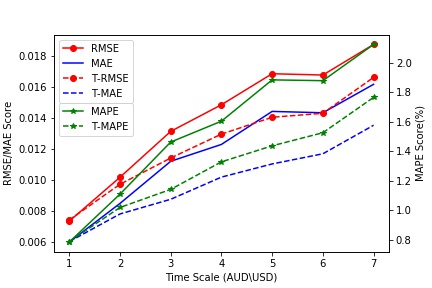 RMSE
MAE
T-RMSE
T-MAE
MAPE
T-MAPE
0.018
0.016
0.014
0.012
0.010
0.008
0.006
RMSE/MAE Score
2.0
1.8
1.6
1.4
1.2
1.0
0.8
MAPE Score(%)
1 2 3 4 5 6 7
Time Scale (AUD\USD)